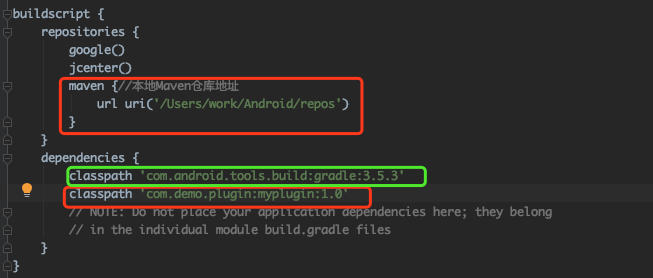 buildscript {
repositories {
google()
jcenter()
maven {//本地Maven仓库地址
url uri('/Users/work/Android/repos')
}
}
dependencies {
classpath 'com.android.tools.build:gradle:3.5.3'
classpath 'com.demo.plugin:myplugin:1.0'
// NOTE: Do not place your application dependencies here; they belong
// in the individual module build.gradle files
}
}